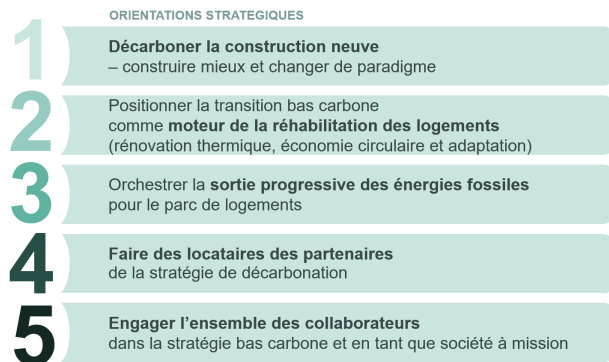 ORIENTATIONS STRATEGIQUES
1
Décarboner la construction neuve
– construire mieux et changer de paradigme
2
Positionner la transition bas carbone
comme moteur de la réhabilitation des logements
(rénovation thermique, économie circulaire et adaptation)
3
Orchestrer la sortie progressive des énergies fossiles
pour le parc de logements
4
Faire des locataires des partenaires
de la stratégie de décarbonation
5
Engager l’ensemble des collaborateurs
dans la stratégie bas carbone et en tant que société à mission